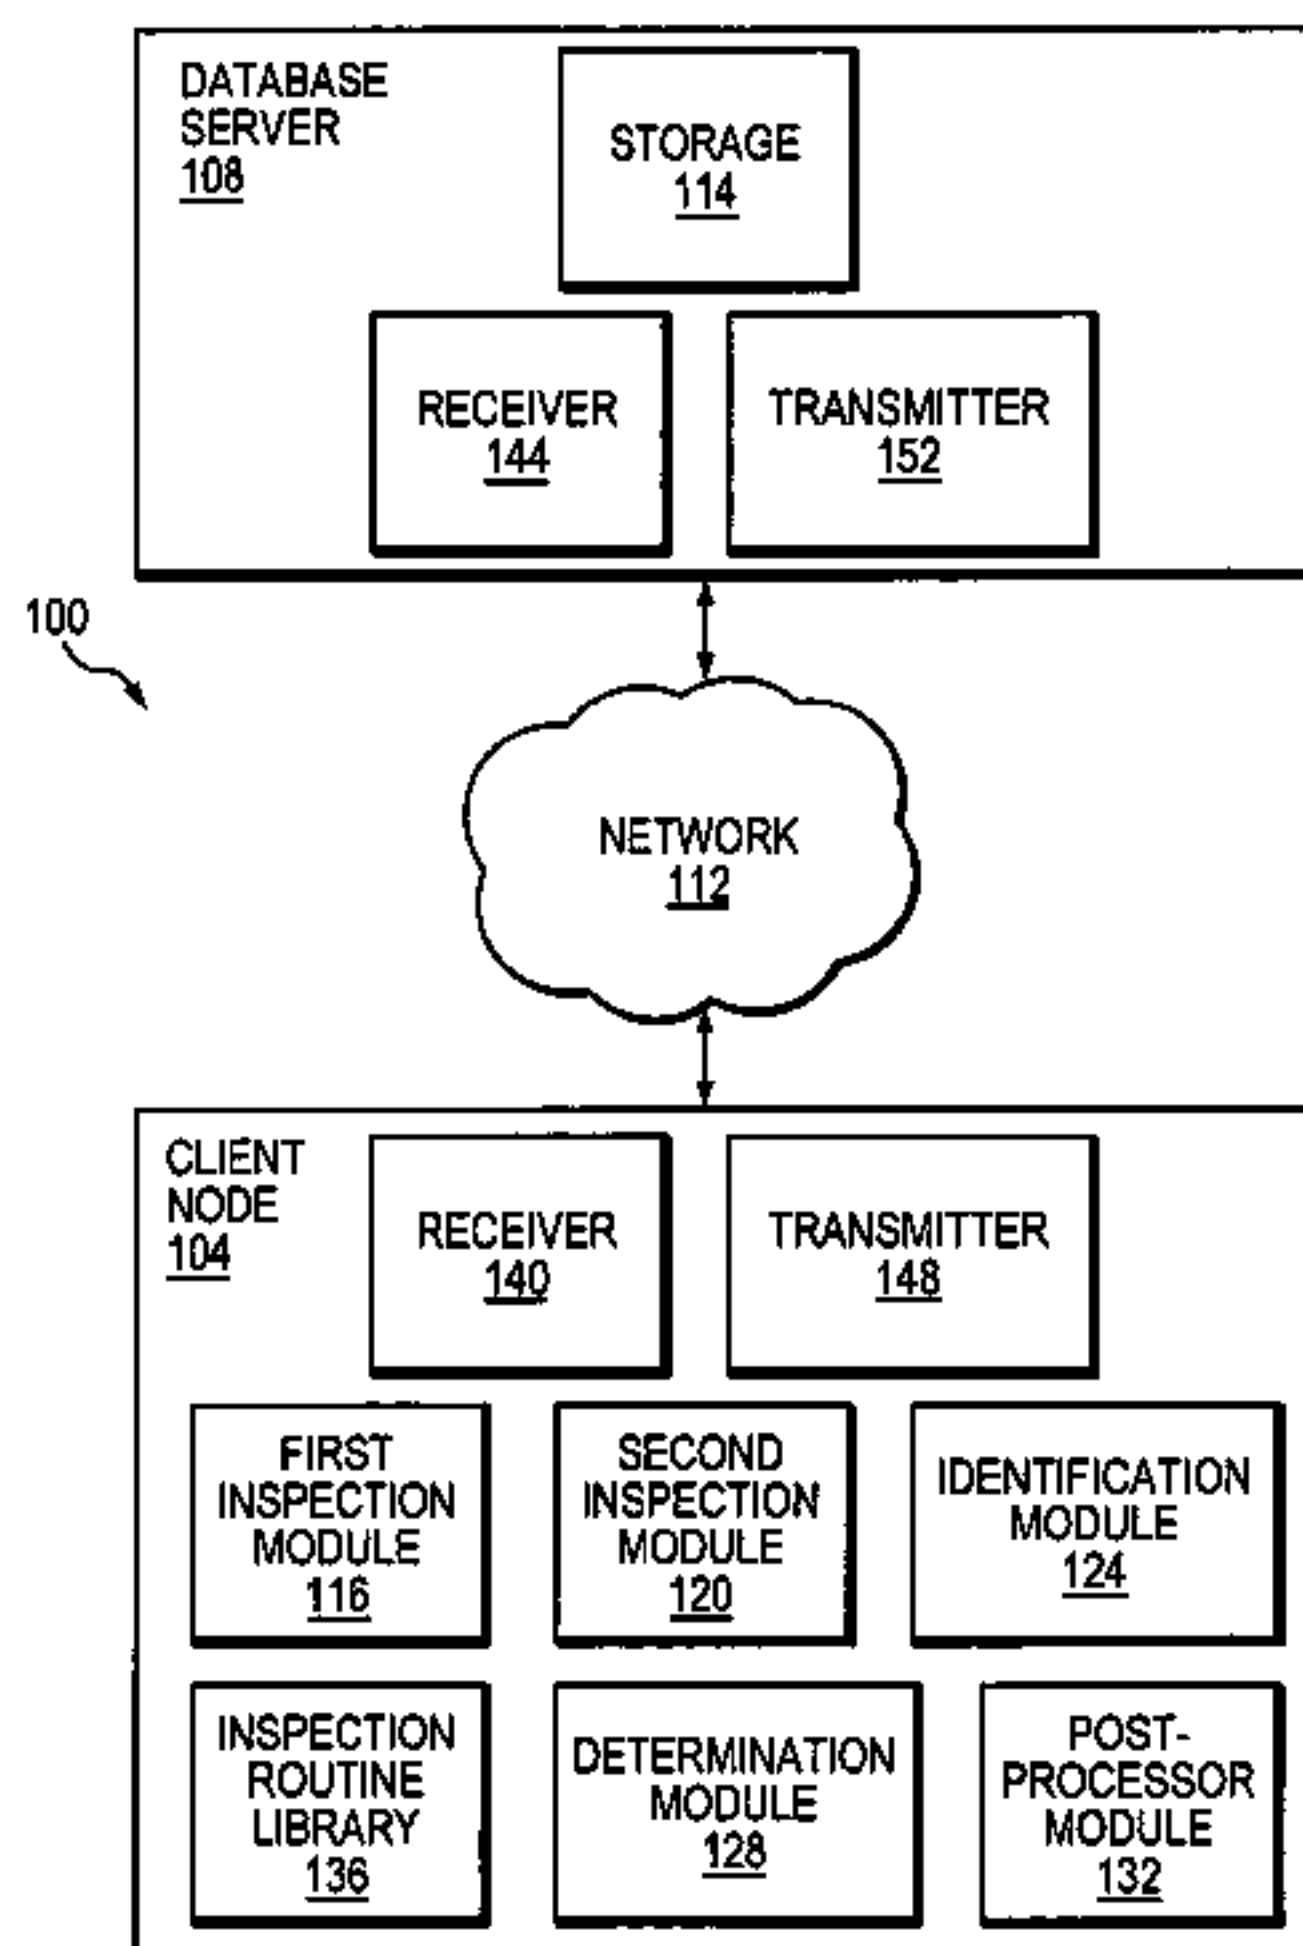 DATABASE
SERVER
108
STORAGE
114
RECEIVER
144
TRANSMITTER
152
100
NETWORK
112
CLIENT
NODE
104
RECEIVER
140
TRANSMITTER
148
FIRST
INSPECTION
MODULE
116
SECOND
INSPECTION
MODULE
120
IDENTIFICATION
MODULE
124
INSPECTION
ROUTINE
LIBRARY
136
DETERMINATION
MODULE
128
POST-
PROCESSOR
MODULE
132